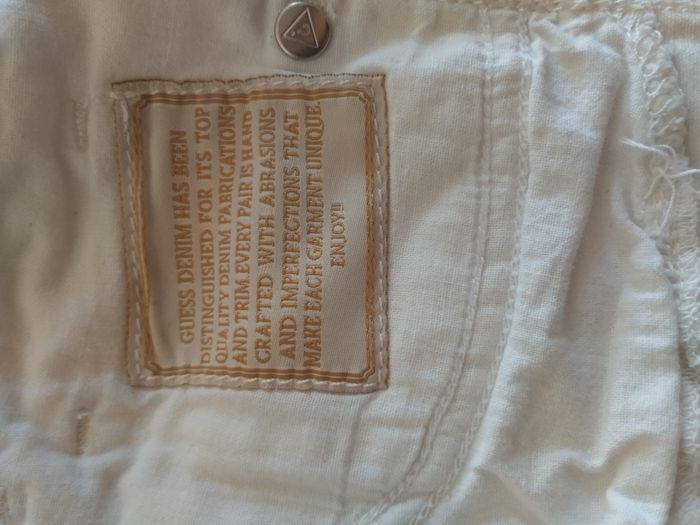 GUESS DENIM HAS BEEN
DISTINGUISHED FOR ITS TOP
QUALITY DENIM FABRICATIONS
AND TRIM. EVERY PAIR IS HAND
CRAFTED WITH ABRASIONS
AND IMPERFECTIONS THAT
MAKE EACH GARMENT UNIQUE.
ENJOY!!
?